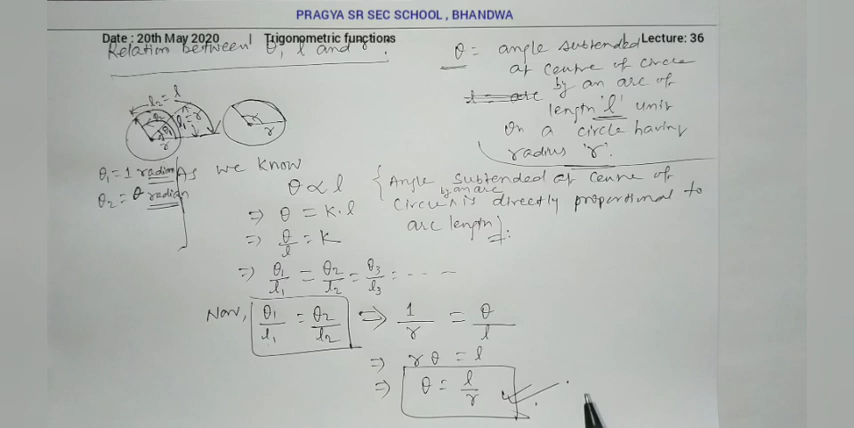 PRAGYA SR SEC SCHOOL , BHANDWA
Date : 20th May 2020 | Trigonometric functions Lecture: 36
Relation between θ, l and r.
θ = angle subtended
at centre of circle
by an arc of
length 'l' unit
on a circle having
radius 'r'.
l₂ = l
l₁ = r
r
r
θ₁ = 1 radian
θ₂ = θ radian
As we know
θ ∝ l
{ Angle subtended at centre of
circle by an arc is directly proportional to
arc length }.
⇒ θ = K.l
⇒ θ/l = K
⇒ θ₁/l₁ = θ₂/l₂ = θ₃/l₃ = - - - -
Now, θ₁/l₁ = θ₂/l₂ ⇒ 1/r = θ/l
⇒ rθ = l
⇒ θ = l/r